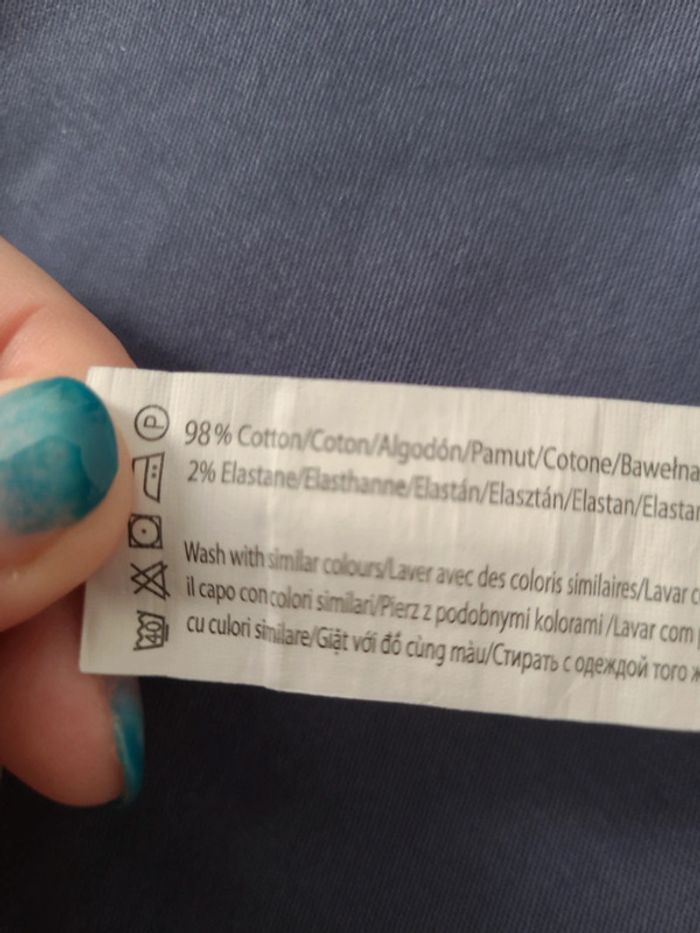 98% Cotton/Coton/Algodón/Pamut/Cotone/Bawełna
2% Elastane/Elasthanne/Elastán/Elasztán/Elastan/Elastan
Wash with similar colours/Laver avec des coloris similaires/Lavar
il capo con colori similari/Pierz z podobnymi kolorami /Lavar com
cu culori similare/Giặt với đồ cùng màu/Стирать с одеждой того
P
40